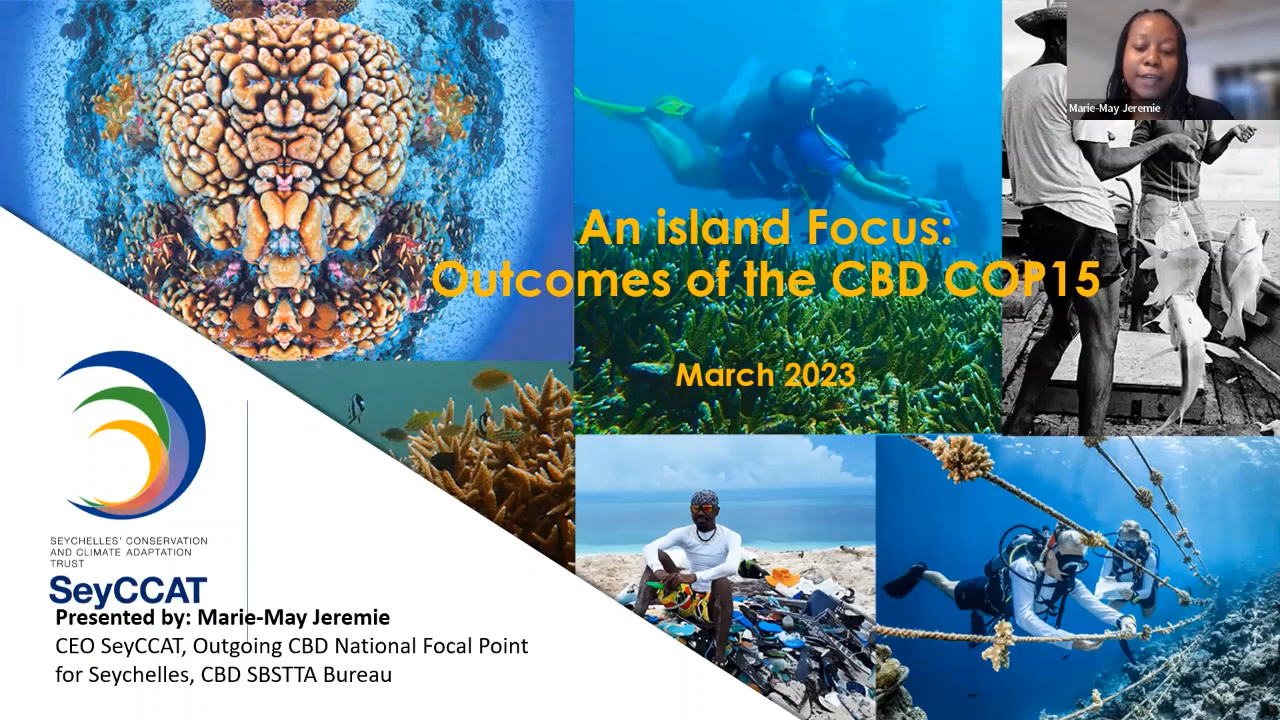 Marie-May Jeremie
An island Focus:
Outcomes of the CBD COP15
March 2023
SEYCHELLES' CONSERVATION
AND CLIMATE ADAPTATION
TRUST
SeyCCAT
Presented by: Marie-May Jeremie
CEO SeyCCAT, Outgoing CBD National Focal Point
for Seychelles, CBD SBSTTA Bureau